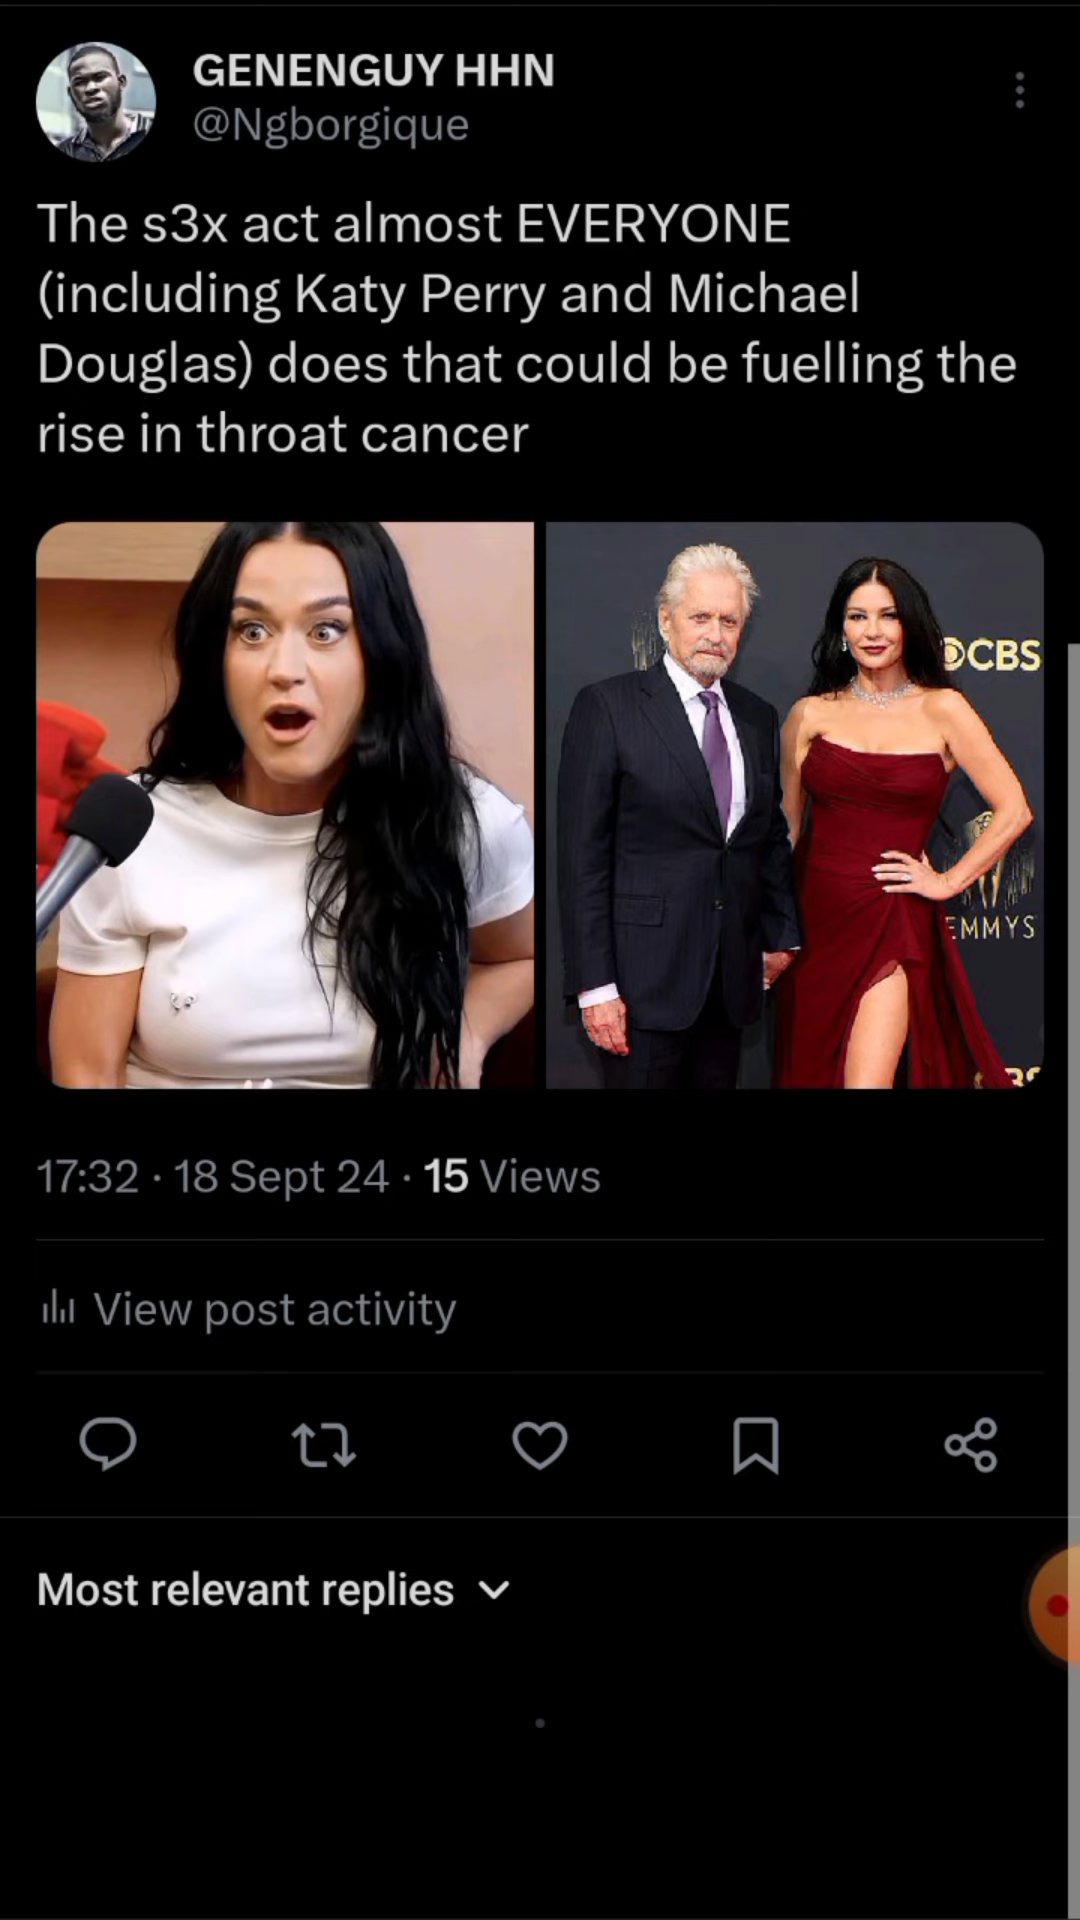 GENENGUY HHN
@Ngborgique
The s3x act almost EVERYONE
(including Katy Perry and Michael
Douglas) does that could be fuelling the
rise in throat cancer
CBS
EMMYS
17:32 · 18 Sept 24 · 15 Views
View post activity
Most relevant replies